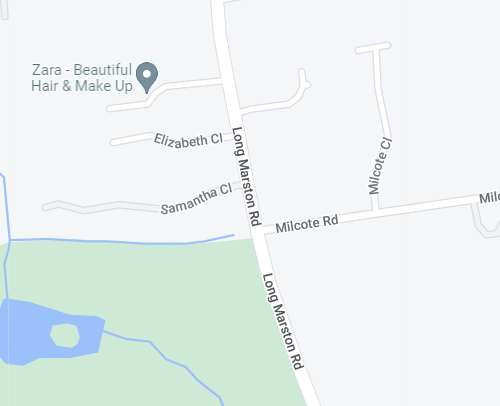 Zara - Beautiful
Hair & Make Up
Elizabeth Cl
Long Marston Rd
Milcote Cl
Samantha Cl
Milcote Rd
Long Marston Rd